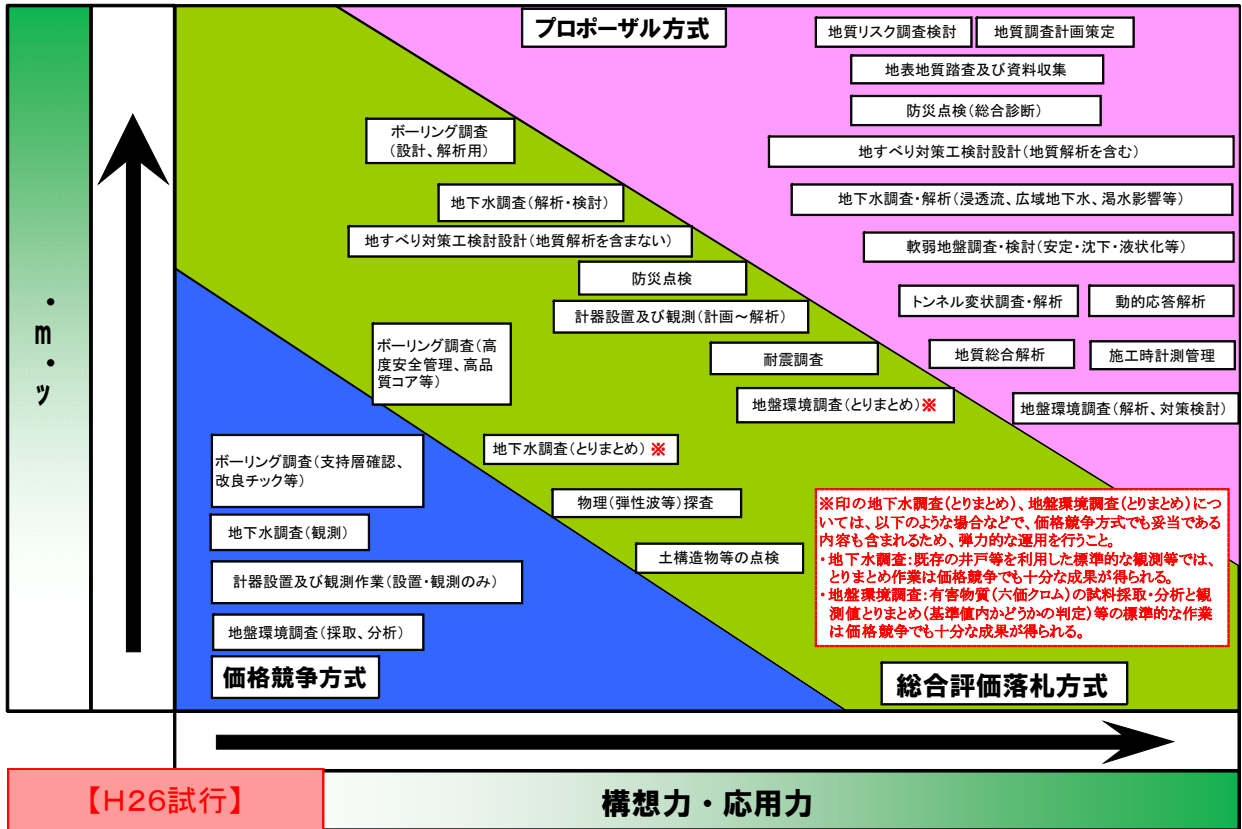 プロポーザル方式
地質リスク調査検討
地質調査計画策定
地表地質踏査及び資料収集
防災点検(総合診断)
ボーリング調査
(設計、解析用)
地すべり対策工検討設計(地質解析を含む)
地下水調査(解析・検討)
地下水調査・解析(浸透流、広域地下水、渇水影響等)
地すべり対策工検討設計(地質解析を含まない)
軟弱地盤調査・検討(安定・沈下・液状化等)
防災点検
計器設置及び観測(計画～解析)
トンネル変状調査・解析
動的応答解析
・
m
・
ッ
ボーリング調査(高
度安全管理、高品
質コア等)
耐震調査
地質総合解析
施工時計測管理
地盤環境調査(とりまとめ)※
地盤環境調査(解析、対策検討)
地下水調査(とりまとめ)※
ボーリング調査(支持層確認、
改良チック等)
物理(弾性波等)探査
地下水調査(観測)
土構造物等の点検
計器設置及び観測作業(設置・観測のみ)
地盤環境調査(採取、分析)
※印の地下水調査(とりまとめ)、地盤環境調査(とりまとめ)につ
いては、以下のような場合などで、価格競争方式でも妥当である
内容も含まれるため、弾力的な運用を行うこと。
・地下水調査:既存の井戸等を利用した標準的な観測等では、
とりまとめ作業は価格競争でも十分な成果が得られる。
・地盤環境調査:有害物質(六価クロム)の試料採取・分析と観
測値とりまとめ(基準値内かどうかの判定)等の標準的な作業
は価格競争でも十分な成果が得られる。
価格競争方式
総合評価落札方式
【H26試行】
構想力・応用力